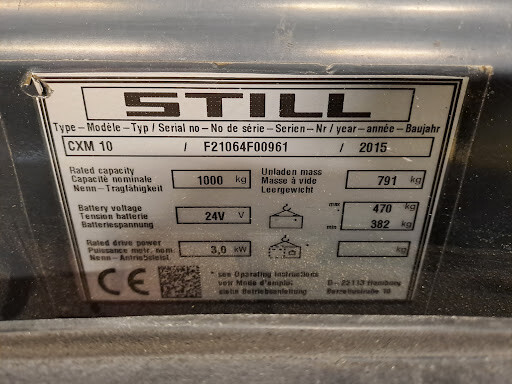 STILL
Type - Modèle - Typ / Serial no - No de série - Serien - Nr / year - année - Baujahr
CXM 10 / F21064F00961 / 2015
Rated capacity
Capacité nominale
Nenn - Tragfähigkeit
1000 kg
Unladen mass
Masse à vide
Leergewicht
791 kg
Battery voltage
Tension batterie
Batteriespannung
24V V
max 470 kg
min 382 kg
Rated drive power
Puissance motr. nom.
Nenn - Antriebsleist
3,0 kW
kg
CE
* see Operating Instructions
voir Mode d'emploi
siehe Betriebsanleitung
D - 22113 Hamburg
Berzeliusstraße 10